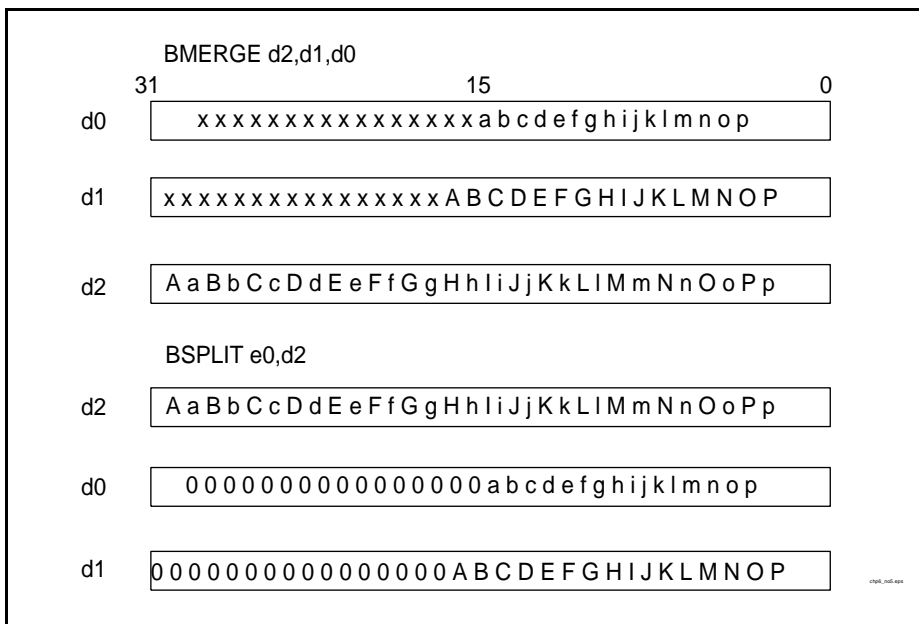 BMERGE d2,d1,d0
31 15 0
d0 x x x x x x x x x x x x x x x x a b c d e f g h i j k l m n o p
d1 x x x x x x x x x x x x x x x x A B C D E F G H I J K L M N O P
d2 A a B b C c D d E e F f G g H h I i J j K k L l M m N n O o P p
BSPLIT e0,d2
d2 A a B b C c D d E e F f G g H h I i J j K k L l M m N n O o P p
d0 0 0 0 0 0 0 0 0 0 0 0 0 0 0 0 0 a b c d e f g h i j k l m n o p
d1 0 0 0 0 0 0 0 0 0 0 0 0 0 0 0 0 A B C D E F G H I J K L M N O P